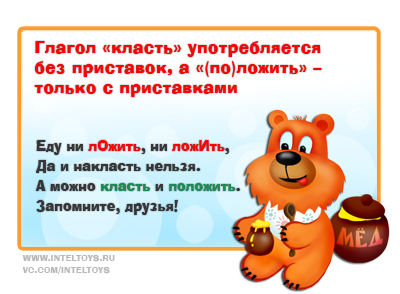 Глагол «класть» употребляется
без приставок, а «(по)ложить» –
только с приставками
Еду ни лОжить, ни ложИть,
Да и накласть нельзя.
А можно класть и положить.
Запомните, друзья!
МЁД
WWW.INTELTOYS.RU
VC.COM/INTELTOYS